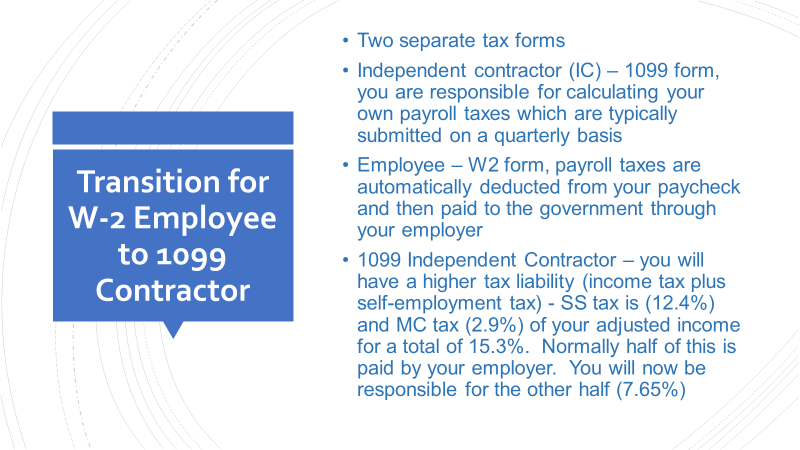 Transition for
W-2 Employee
to 1099
Contractor
• Two separate tax forms
• Independent contractor (IC) – 1099 form,
you are responsible for calculating your
own payroll taxes which are typically
submitted on a quarterly basis
• Employee – W2 form, payroll taxes are
automatically deducted from your paycheck
and then paid to the government through
your employer
• 1099 Independent Contractor – you will
have a higher tax liability (income tax plus
self-employment tax) - SS tax is (12.4%)
and MC tax (2.9%) of your adjusted income
for a total of 15.3%.  Normally half of this is
paid by your employer.  You will now be
responsible for the other half (7.65%)